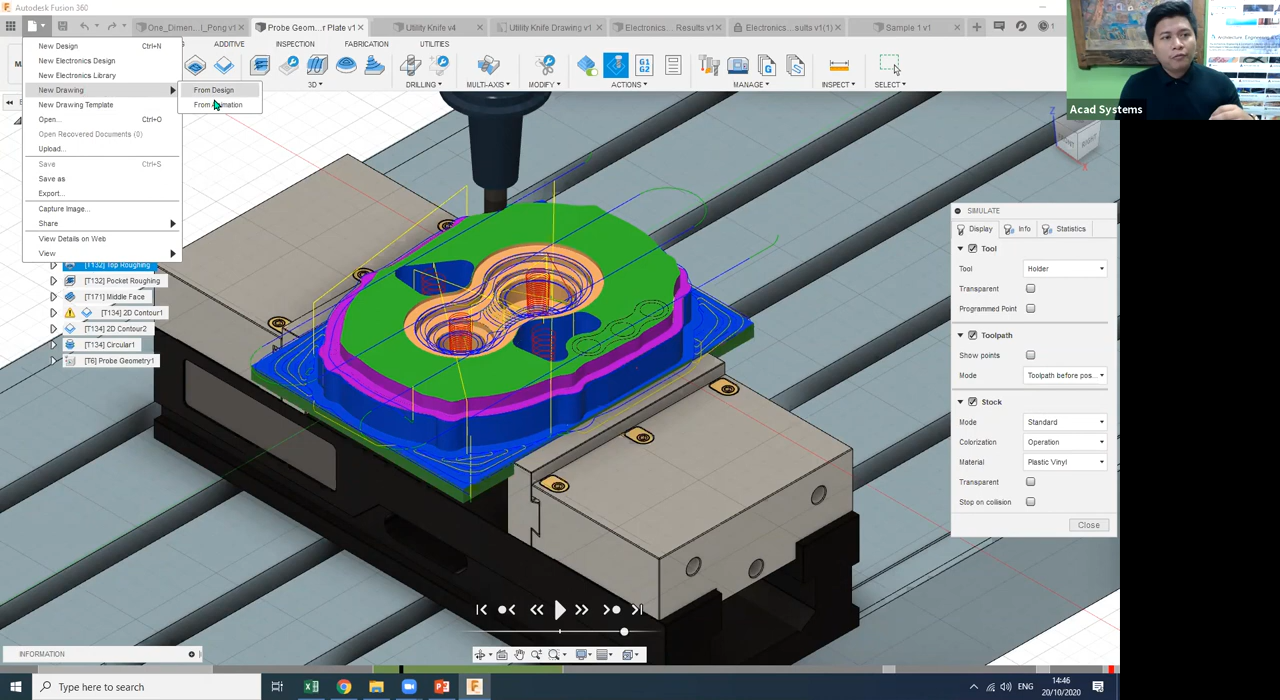 Autodesk Fusion 360
One_Dimen..._I_Pong v1
Probe Geom...r Plate v1
Utility Knife v4
Utility Knife Drawing v1
Electronics ... Results v1
Electronics ...sults v1(1)
Sample 1 v1
1
New Design Ctrl+N
New Electronics Design
New Electronics Library
New Drawing
New Drawing Template
Open... Ctrl+O
Open Recovered Documents (0)
Upload...
Save Ctrl+S
Save as
Export...
Capture Image...
Share
View Details on Web
View
From Design
From Animation
ADDITIVE INSPECTION FABRICATION UTILITIES
3D
DRILLING
MULTI-AXIS
MODIFY
ACTIONS
MANAGE
INSPECT
SELECT
G1
G2
Acad Systems
Z
FRONT
RIGHT
X
[T132] Top Roughing
[T132] Pocket Roughing
[T171] Middle Face
[T134] 2D Contour1
[T134] 2D Contour2
[T134] Circular1
[T6] Probe Geometry1
SIMULATE
Display Info Statistics
Tool
Tool Holder
Transparent
Programmed Point
Toolpath
Show points
Mode Toolpath before pos...
Stock
Mode Standard
Colorization Operation
Material Plastic Vinyl
Transparent
Stop on collision
Close
INFORMATION
Type here to search
ENG
14:46
20/10/2020